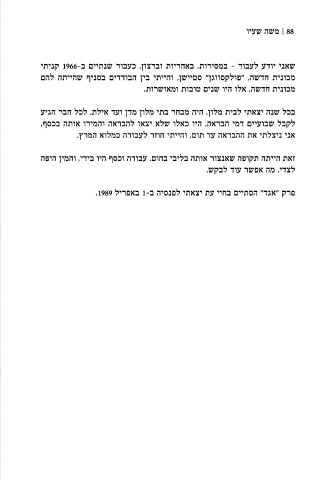 88 | משה שעיו
שאני יודע לעבוד - במסירות, באחריות וברצון. כעבור שנתיים ב-1966 קניתי
מכונית חדשה, "פולקסווגן" סטיישן, והייתי בין הבודדים בסניף שהייתה להם
מכונית חדשה. אלו היו שנים טובות ומאושרות.
בכל שנה יצאתי לבית מלון. היה מבחר בתי מלון מדן ועד אילת. לכל חבר הגיע
לקבל שבועיים דמי הבראה. היו כאלו שלא יצאו להבראה והמירו אותה בכסף.
אני ניצלתי את ההבראה עד תום, והייתי חוזר לעבודה במלוא המרץ.
זאת הייתה תקופה שאנצור אותה בליבי בחום. עבודה וכסף היו בידי, והמין היפה
לצדי. מה אפשר עוד לבקש.
פרק "אגד" הסתיים בחיי עת יצאתי לפנסיה ב-1 באפריל 1989.